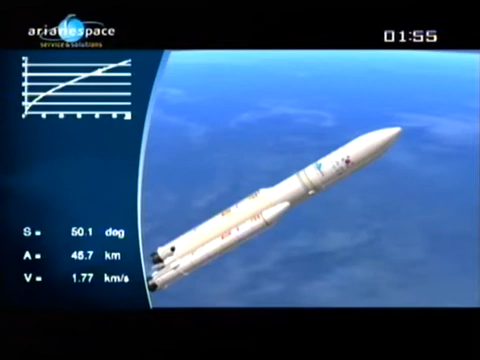 arianespace
service & solutions
01:55
S = 50.1 deg
A = 45.7 km
V = 1.77 km/s